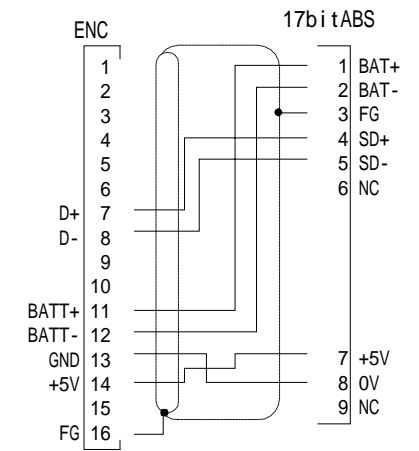 ENC
1
2
3
4
5
6
D+ 7
D- 8
9
10
BATT+ 11
BATT- 12
GND 13
+5V 14
15
FG 16
17bitABS
1 BAT+
2 BAT-
3 FG
4 SD+
5 SD-
6 NC
7 +5V
8 0V
9 NC